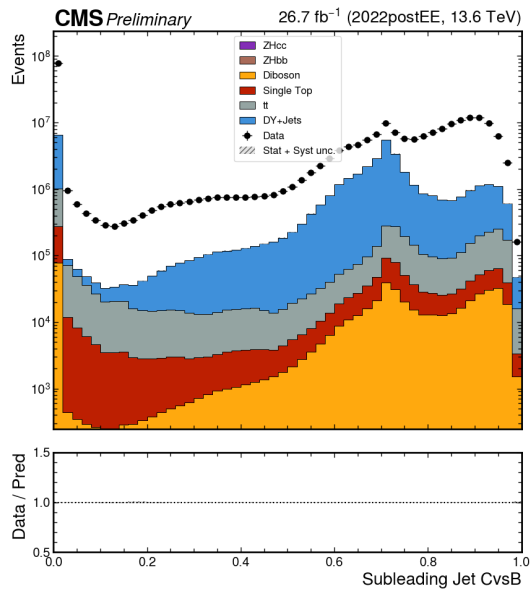 CMS Preliminary 26.7 fb⁻¹ (2022postEE, 13.6 TeV)
Events
10⁸
10⁷
10⁶
10⁵
10⁴
10³
ZHcc
ZHbb
Diboson
Single Top
tt
DY+Jets
Data
Stat + Syst unc.
Data / Pred
1.5
1.0
0.5
0.0 0.2 0.4 0.6 0.8 1.0
Subleading Jet CvsB